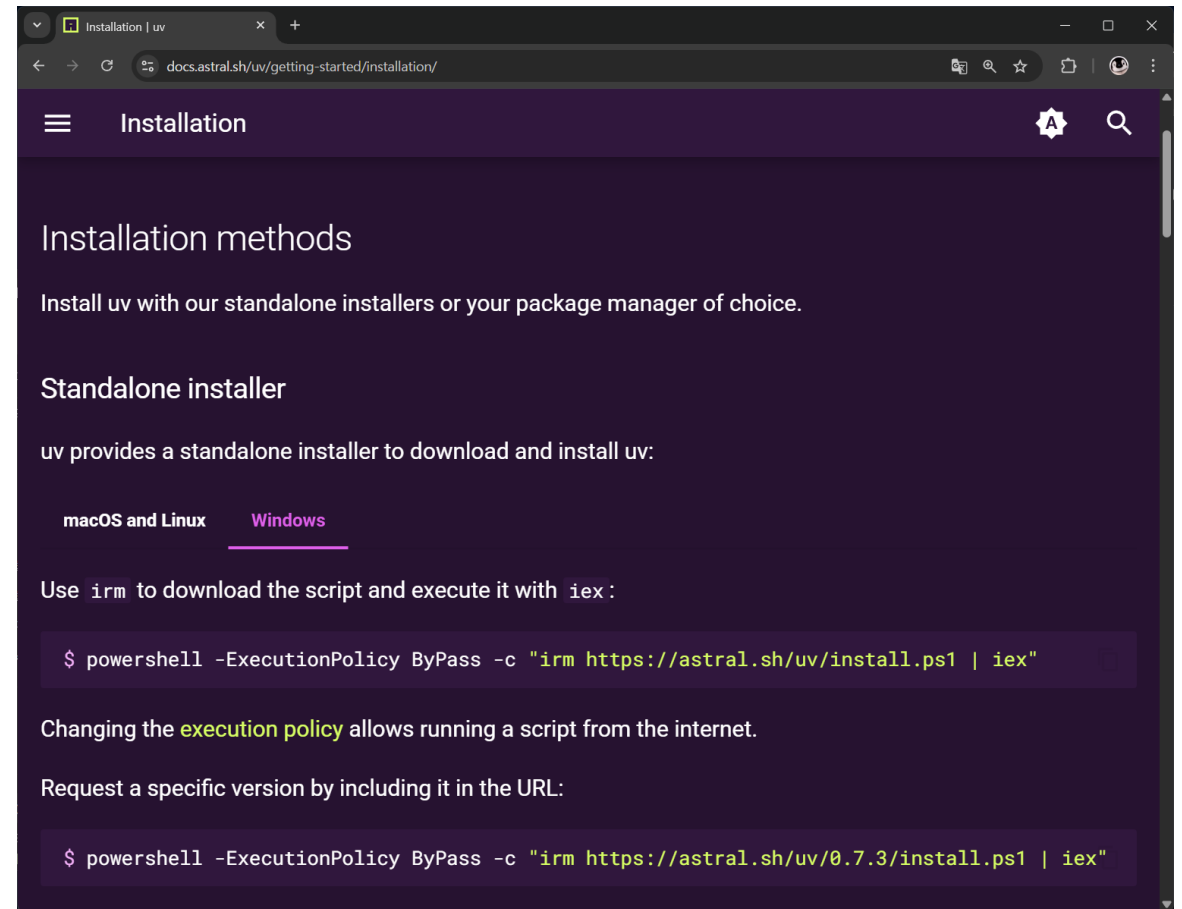 Installation | uv
docs.astral.sh/uv/getting-started/installation/
Installation
A
Installation methods
Install uv with our standalone installers or your package manager of choice.
Standalone installer
uv provides a standalone installer to download and install uv:
macOS and Linux Windows
Use irm to download the script and execute it with iex:
$ powershell -ExecutionPolicy ByPass -c "irm https://astral.sh/uv/install.ps1 | iex"
Changing the execution policy allows running a script from the internet.
Request a specific version by including it in the URL:
$ powershell -ExecutionPolicy ByPass -c "irm https://astral.sh/uv/0.7.3/install.ps1 | iex"